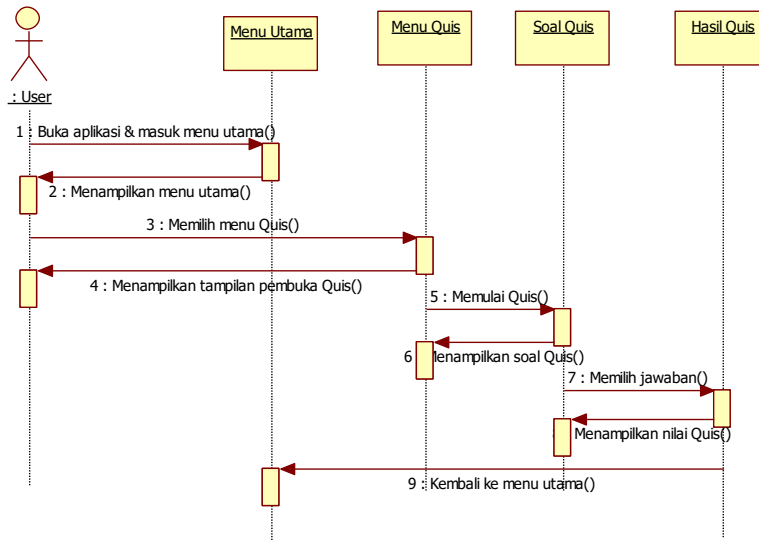 Menu Utama
Menu Quis
Soal Quis
Hasil Quis
: User
1 : Buka aplikasi & masuk menu utama()
2 : Menampilkan menu utama()
3 : Memilih menu Quis()
4 : Menampilkan tampilan pembuka Quis()
5 : Memulai Quis()
6 Menampilkan soal Quis()
7 : Memilih jawaban()
Menampilkan nilai Quis()
9 : Kembali ke menu utama()